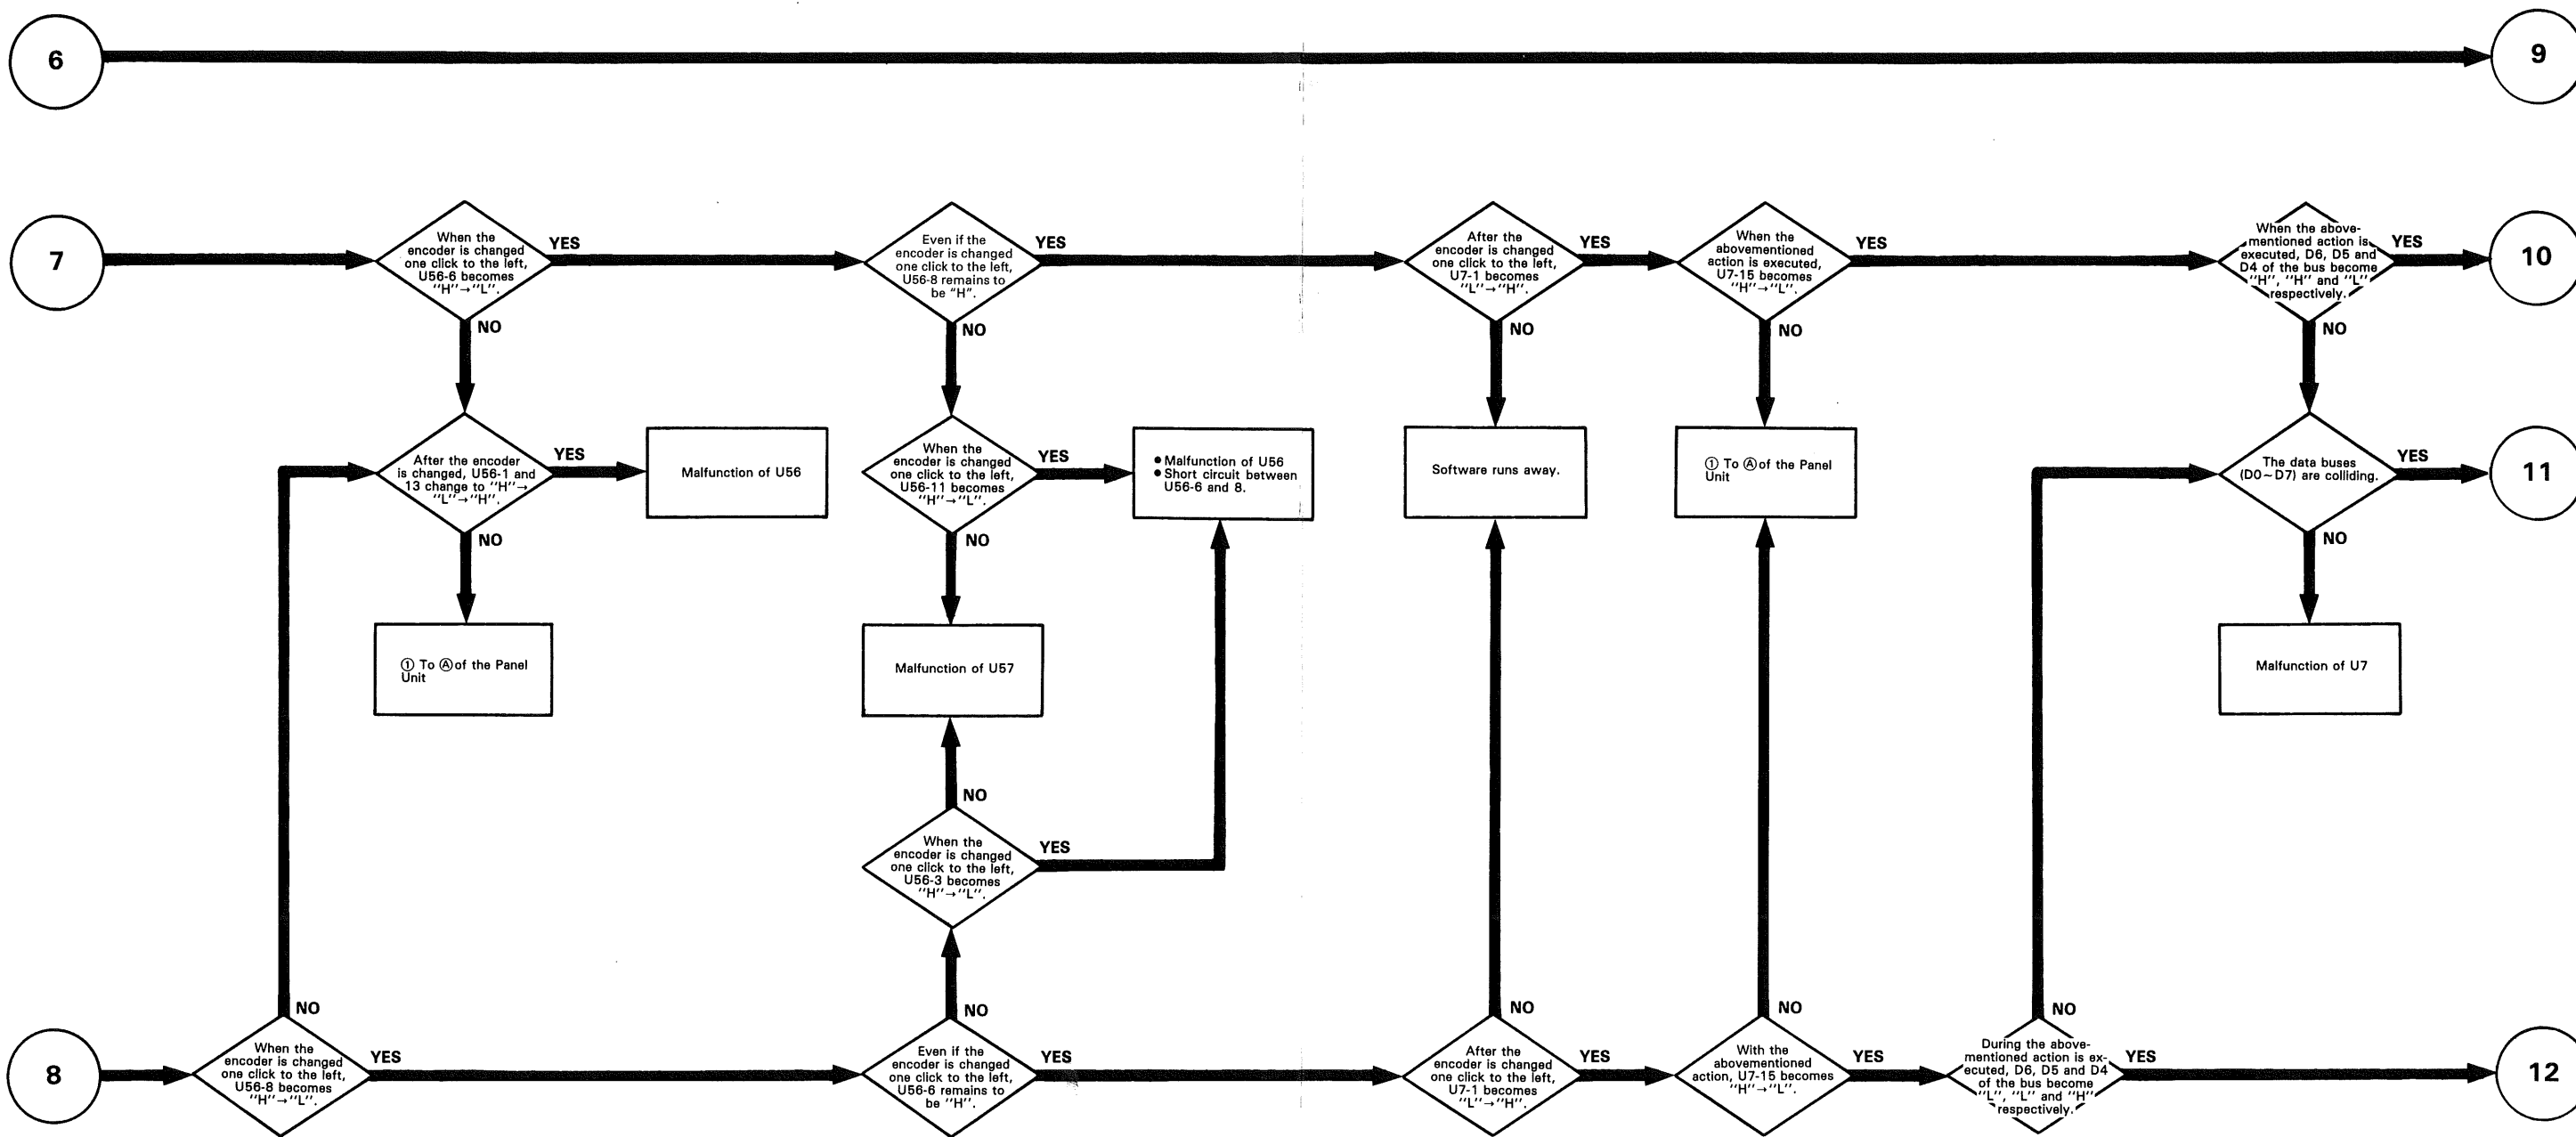 6
9
7
When the
encoder is changed
one click to the left,
U56-6 becomes
"H"→"L".
YES
NO
Even if the
encoder is changed
one click to the left,
U56-8 remains to
be "H".
YES
NO
After the
encoder is changed
one click to the left,
U7-1 becomes
"L"→"H".
YES
NO
When the
abovementioned
action is executed,
U7-15 becomes
"H"→"L".
YES
NO
When the above-
mentioned action is
executed, D6, D5 and
D4 of the bus become
"H", "H" and "L"
respectively.
YES
NO
10
After the encoder
is changed, U56-1 and
13 change to "H"→
"L"→"H".
YES
NO
Malfunction of U56
When the
encoder is changed
one click to the left,
U56-11 becomes
"H"→"L".
YES
NO
● Malfunction of U56
● Short circuit between
U56-6 and 8.
Software runs away.
① To Ⓐ of the Panel
Unit
The data buses
(D0~D7) are colliding.
YES
NO
11
① To Ⓐ of the Panel
Unit
Malfunction of U57
Malfunction of U7
NO
When the
encoder is changed
one click to the left,
U56-3 becomes
"H"→"L".
YES
8
NO
When the
encoder is changed
one click to the left,
U56-8 becomes
"H"→"L".
YES
NO
Even if the
encoder is changed
one click to the left,
U56-6 remains to
be "H".
YES
NO
After the
encoder is changed
one click to the left,
U7-1 becomes
"L"→"H".
YES
NO
With the
abovementioned
action, U7-15 becomes
"H"→"L".
YES
NO
During the above-
mentioned action is ex-
ecuted, D6, D5 and D4
of the bus become
"L", "L" and "H"
respectively.
YES
12